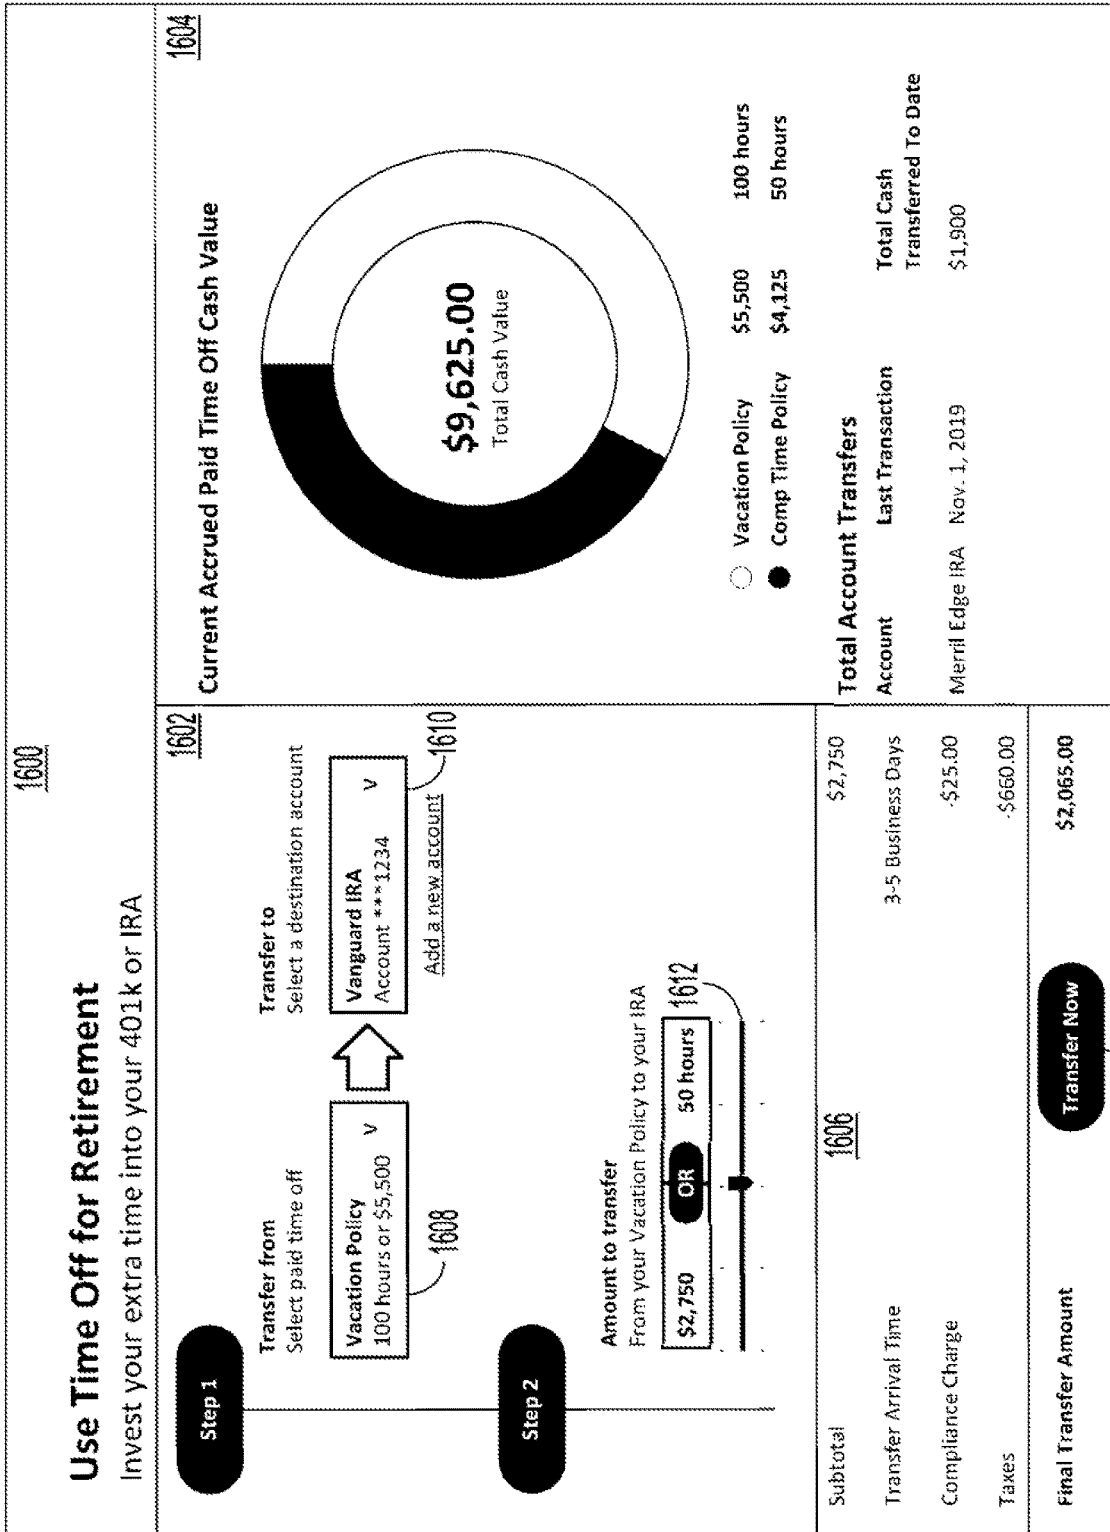 1600
Use Time Off for Retirement
Invest your extra time into your 401k or IRA
1602
Step 1
Transfer from
Select paid time off
Vacation Policy
100 hours or $5,500 V
1608
Transfer to
Select a destination account
Vanguard IRA
Account ***1234 V
Add a new account
1610
Step 2
Amount to transfer
From your Vacation Policy to your IRA
$2,750 OR 50 hours
1612
1606
Subtotal $2,750
Transfer Arrival Time 3-5 Business Days
Compliance Charge -$25.00
Taxes -$660.00
Final Transfer Amount Transfer Now $2,065.00
1604
Current Accrued Paid Time Off Cash Value
$9,625.00
Total Cash Value
Vacation Policy $5,500 100 hours
Comp Time Policy $4,125 50 hours
Total Account Transfers
Account Last Transaction Total Cash
Transferred To Date
Merril Edge IRA Nov. 1, 2019 $1,900